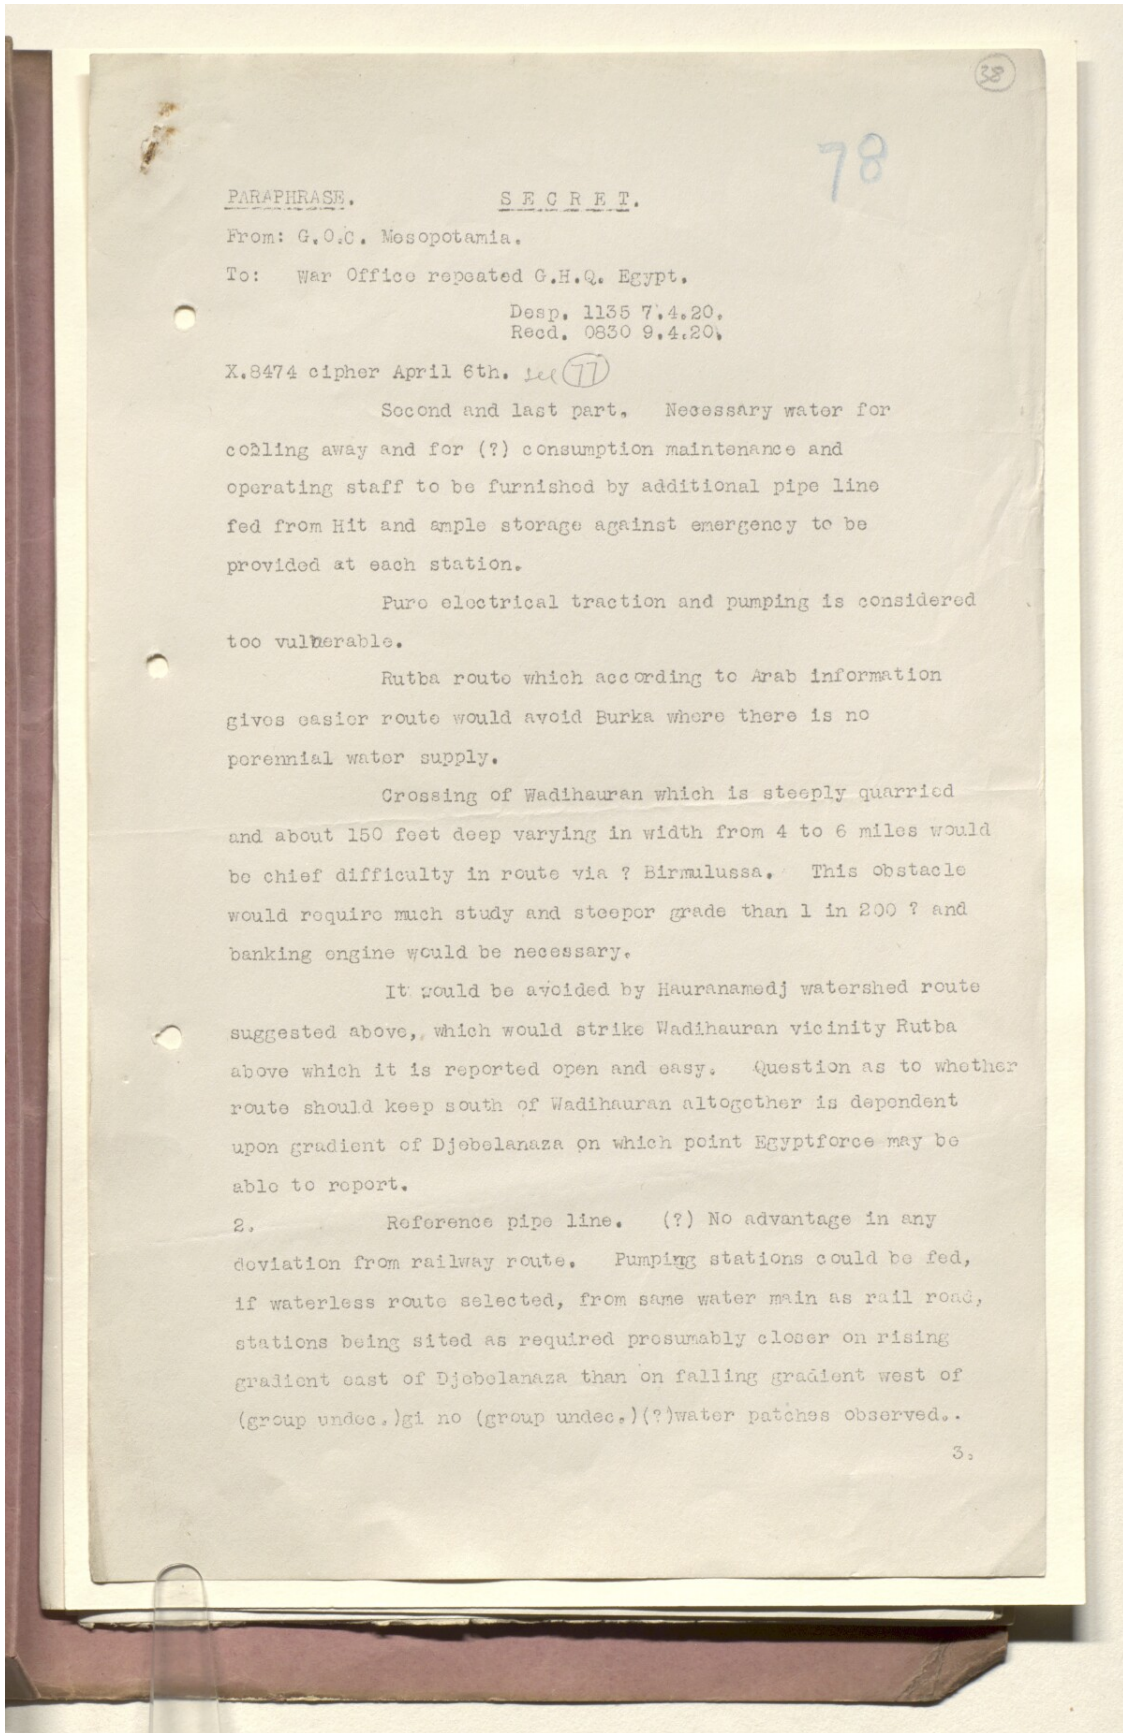 38
78
PARAPHRASE. SECRET.
From: G.O.C. Mesopotamia.
To: War Office repeated G.H.Q. Egypt.
Desp. 1135 7.4.20.
Recd. 0830 9.4.20.
X.8474 cipher April 6th. see 77
Second and last part. Necessary water for
cooling away and for (?) consumption maintenance and
operating staff to be furnished by additional pipe line
fed from Hit and ample storage against emergency to be
provided at each station.
Pure electrical traction and pumping is considered
too vulnerable.
Rutba route which according to Arab information
gives easier route would avoid Burka where there is no
perennial water supply.
Crossing of Wadihauran which is steeply quarried
and about 150 feet deep varying in width from 4 to 6 miles would
be chief difficulty in route via ? Birmulussa. This obstacle
would require much study and steeper grade than 1 in 200 ? and
banking engine would be necessary.
It would be avoided by Hauranamedj watershed route
suggested above, which would strike Wadihauran vicinity Rutba
above which it is reported open and easy. Question as to whether
route should keep south of Wadihauran altogether is dependent
upon gradient of Djebelanaza on which point Egyptforce may be
able to report.
2. Reference pipe line. (?) No advantage in any
deviation from railway route. Pumping stations could be fed,
if waterless route selected, from same water main as rail road,
stations being sited as required presumably closer on rising
gradient east of Djebelanaza than on falling gradient west of
(group undec.)gi no (group undec.)(?)water patches observed..
3.